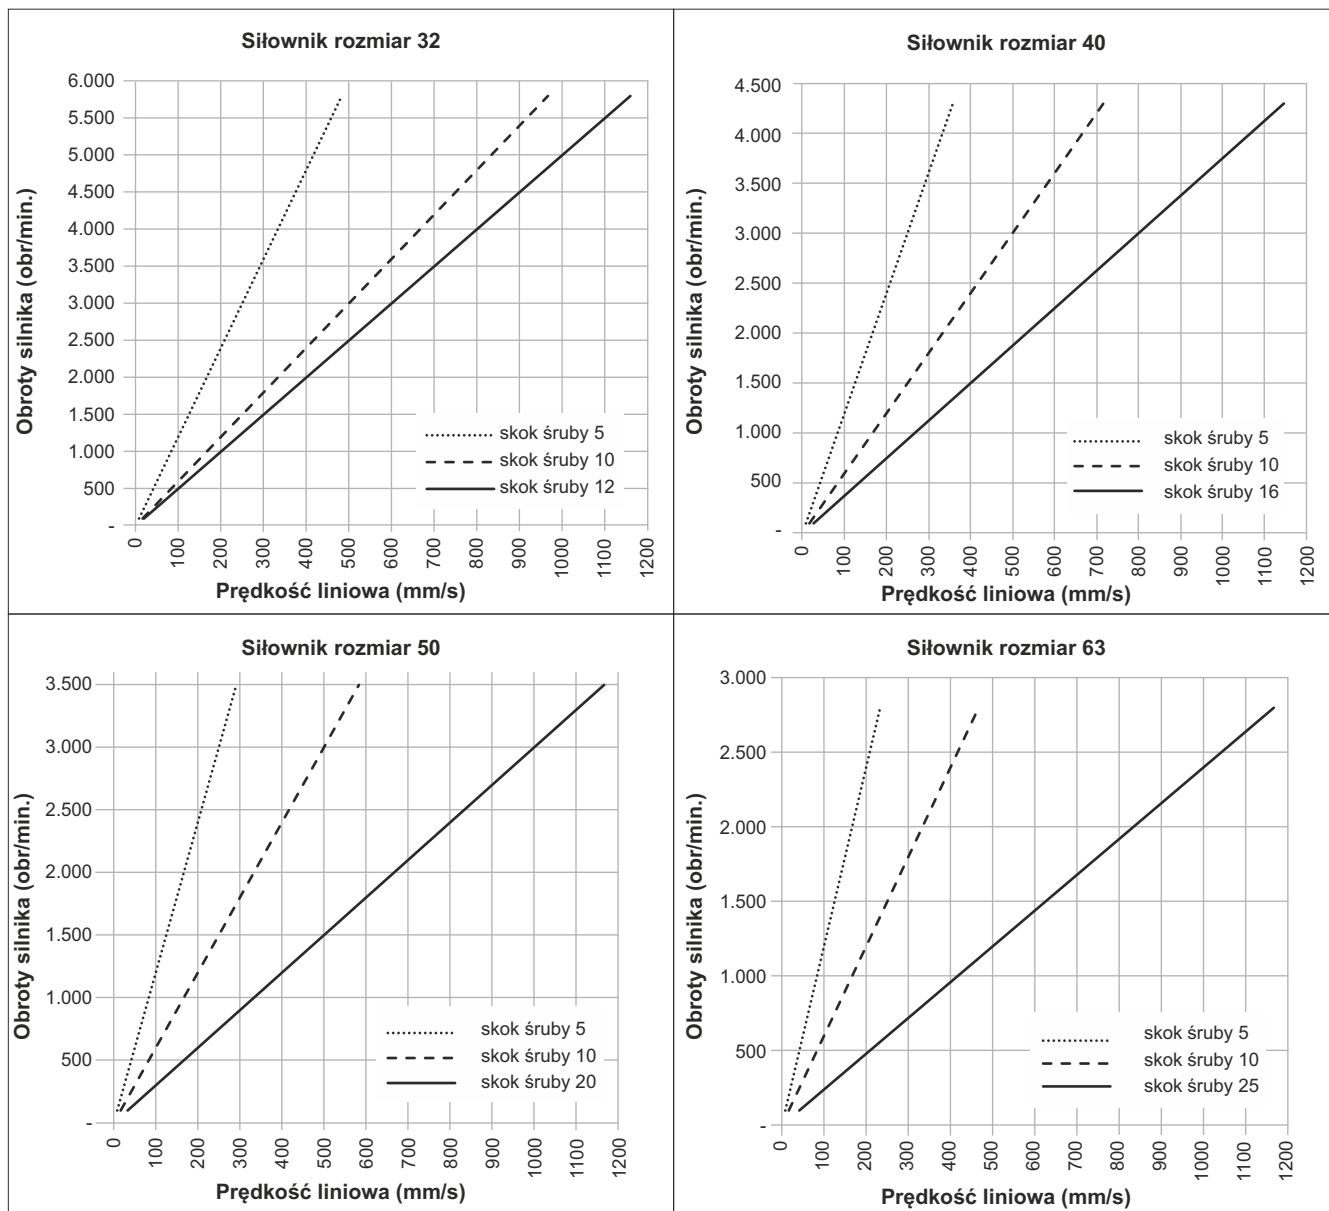 Siłownik rozmiar 32
6.000
5.500
5.000
4.500
4.000
3.500
3.000
2.500
2.000
1.500
1.000
500
-
Obroty silnika (obr/min.)
skok śruby 5
skok śruby 10
skok śruby 12
0 100 200 300 400 500 600 700 800 900 1000 1100 1200
Prędkość liniowa (mm/s)
Siłownik rozmiar 40
4.500
4.000
3.500
3.000
2.500
2.000
1.500
1.000
500
-
Obroty silnika (obr/min.)
skok śruby 5
skok śruby 10
skok śruby 16
0 100 200 300 400 500 600 700 800 900 1000 1100 1200
Prędkość liniowa (mm/s)
Siłownik rozmiar 50
3.500
3.000
2.500
2.000
1.500
1.000
500
-
Obroty silnika (obr/min.)
skok śruby 5
skok śruby 10
skok śruby 20
0 100 200 300 400 500 600 700 800 900 1000 1100 1200
Prędkość liniowa (mm/s)
Siłownik rozmiar 63
3.000
2.500
2.000
1.500
1.000
500
-
Obroty silnika (obr/min.)
skok śruby 5
skok śruby 10
skok śruby 25
0 100 200 300 400 500 600 700 800 900 1000 1100 1200
Prędkość liniowa (mm/s)